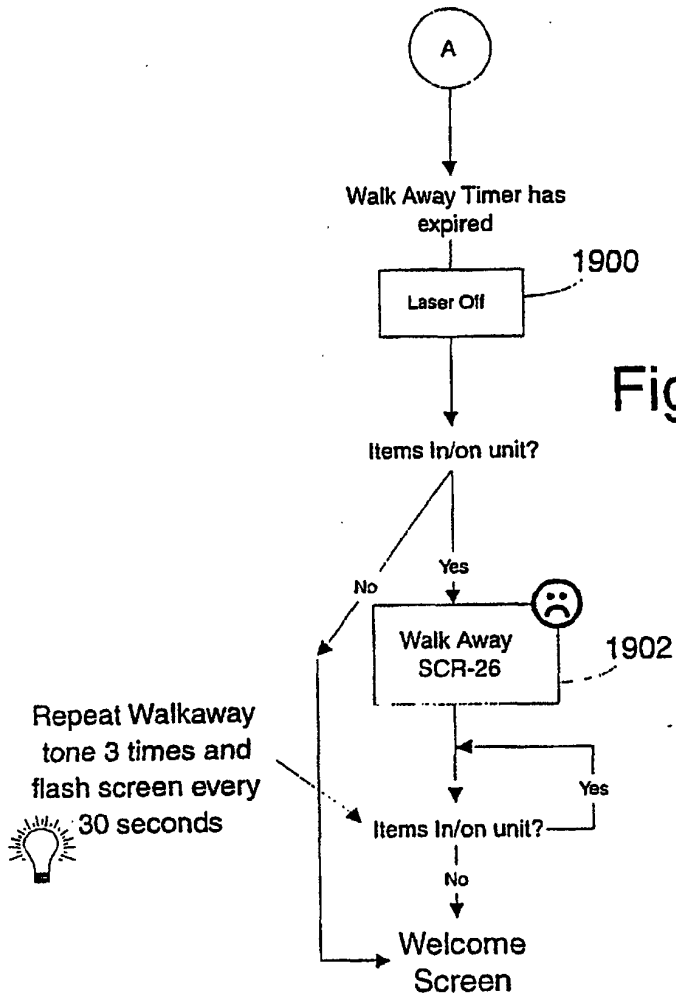 A
Walk Away Timer has
expired
1900
Laser Off
Fig
Items In/on unit?
No
Yes
Walk Away
SCR-26
1902
Repeat Walkaway
tone 3 times and
flash screen every
30 seconds
Yes
Items In/on unit?
No
Welcome
Screen